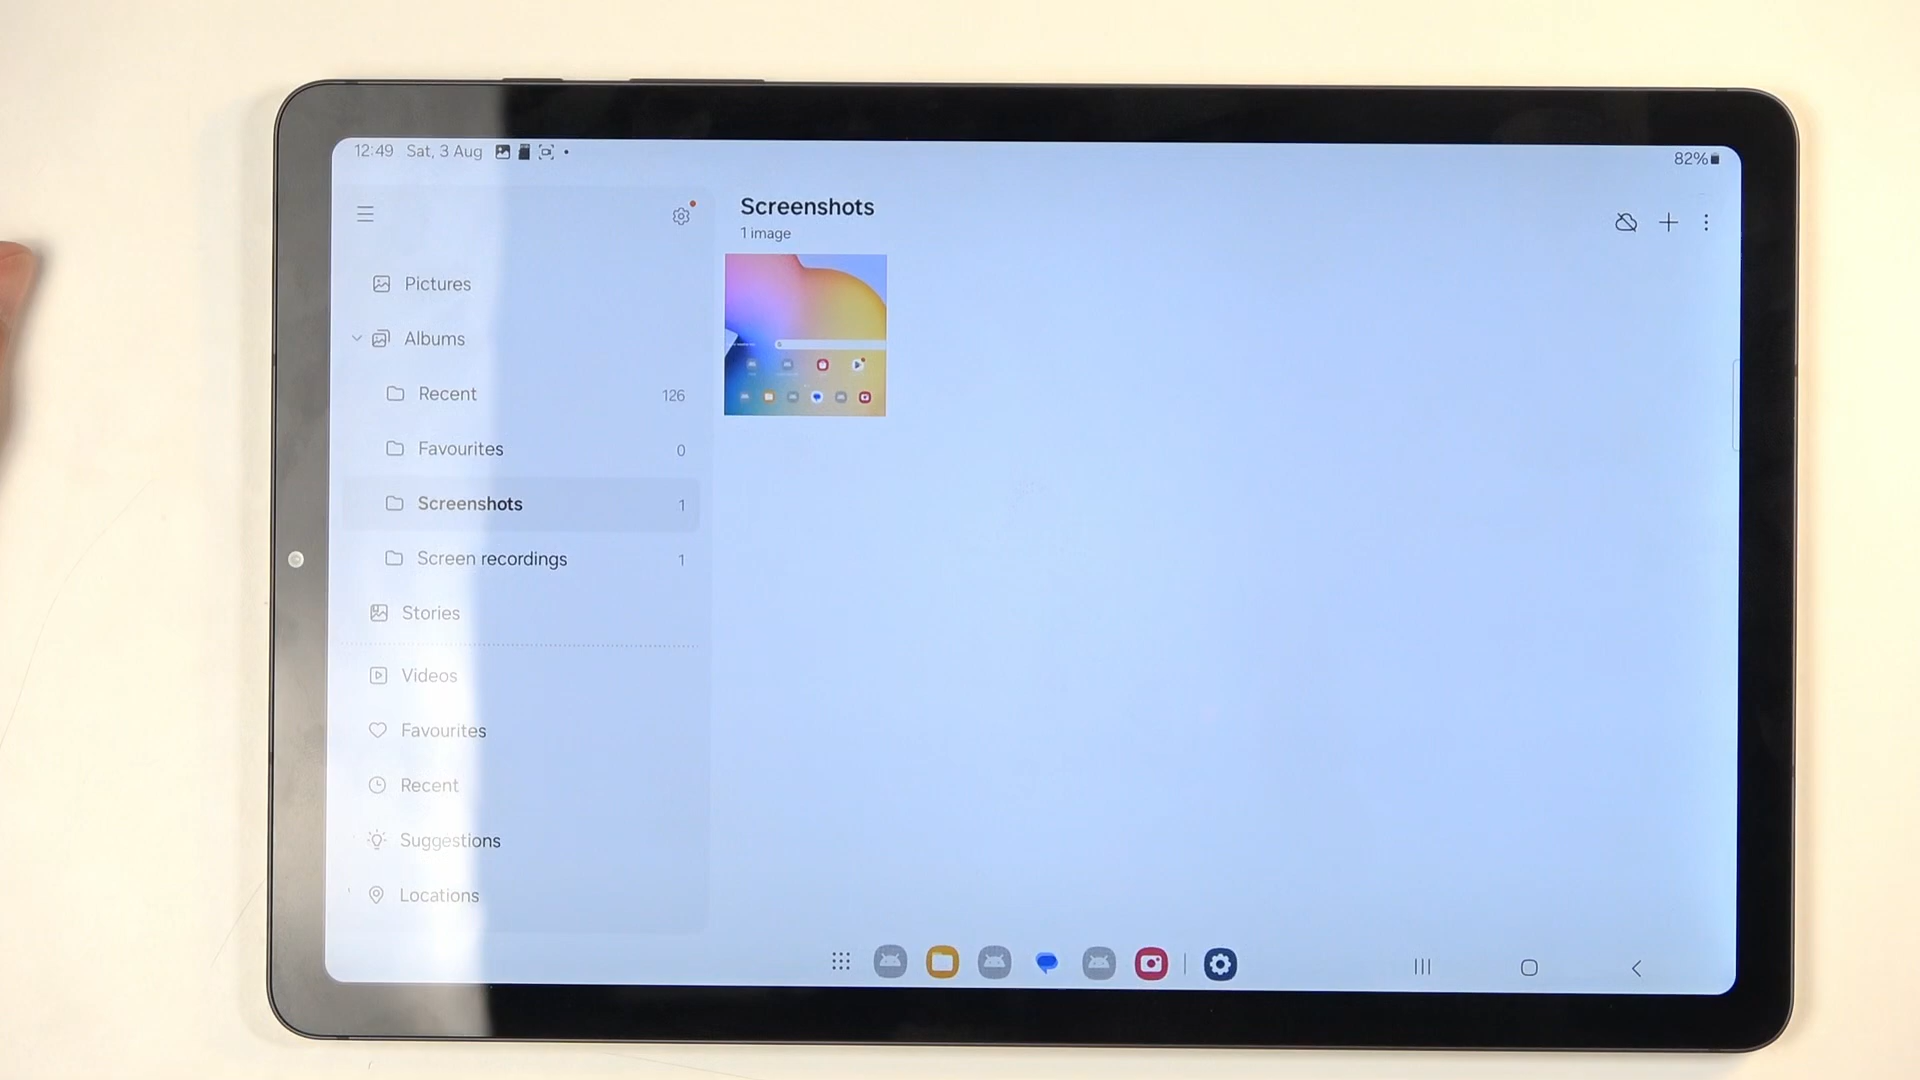 12:49 Sat, 3 Aug
82%
Pictures
Albums
Recent 126
Favourites 0
Screenshots 1
Screen recordings 1
Stories
Videos
Favourites
Recent
Suggestions
Locations
Screenshots
1 image